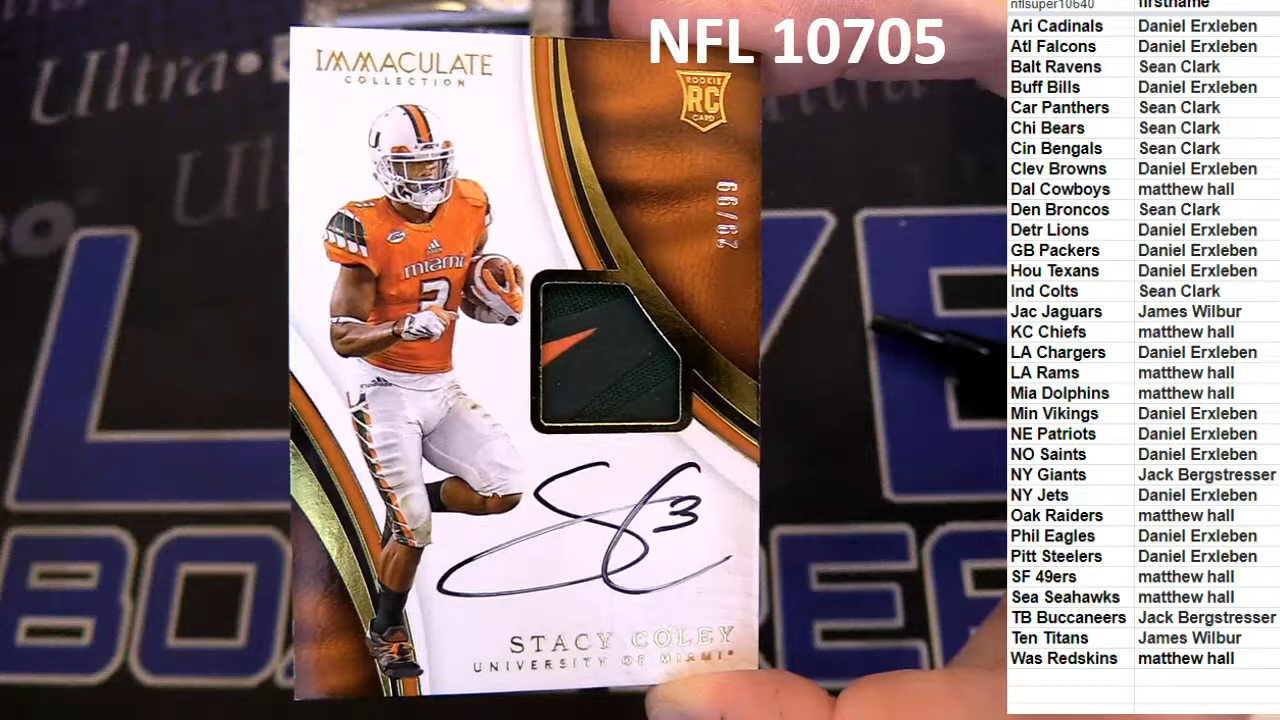 NFL 10705
IMMACULATE
COLLECTION
ROOKIE
RC
CARD
29/99
U
adidas
miami
3
SC3
STACY COLEY
UNIVERSITY OF MIAMI
Ultra
nflsuper10640 firstname
Ari Cadinals Daniel Erxleben
Atl Falcons Daniel Erxleben
Balt Ravens Sean Clark
Buff Bills Daniel Erxleben
Car Panthers Sean Clark
Chi Bears Sean Clark
Cin Bengals Sean Clark
Clev Browns Daniel Erxleben
Dal Cowboys matthew hall
Den Broncos Sean Clark
Detr Lions Daniel Erxleben
GB Packers Daniel Erxleben
Hou Texans Daniel Erxleben
Ind Colts Sean Clark
Jac Jaguars James Wilbur
KC Chiefs matthew hall
LA Chargers Daniel Erxleben
LA Rams matthew hall
Mia Dolphins matthew hall
Min Vikings Daniel Erxleben
NE Patriots Daniel Erxleben
NO Saints Daniel Erxleben
NY Giants Jack Bergstresser
NY Jets Daniel Erxleben
Oak Raiders matthew hall
Phil Eagles Daniel Erxleben
Pitt Steelers Daniel Erxleben
SF 49ers matthew hall
Sea Seahawks matthew hall
TB Buccaneers Jack Bergstresser
Ten Titans James Wilbur
Was Redskins matthew hall